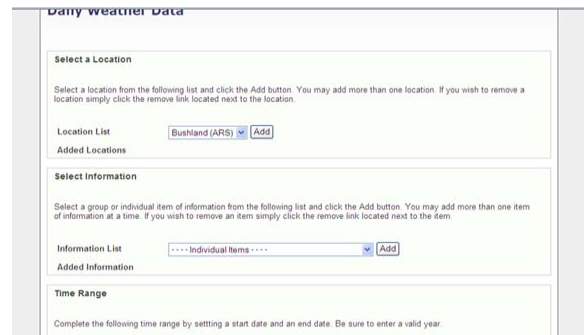 Daily Weather Data
Select a Location
Select a location from the following list and click the Add button. You may add more than one location. If you wish to remove a
location simply click the remove link located next to the location.
Location List
Bushland (ARS)
Add
Added Locations
Select Information
Select a group or individual item of information from the following list and click the Add button. You may add more than one item
of information at a time. If you wish to remove an item simply click the remove link located next to the item.
Information List
---- Individual Items ----
Add
Added Information
Time Range
Complete the following time range by settting a start date and an end date. Be sure to enter a valid year.